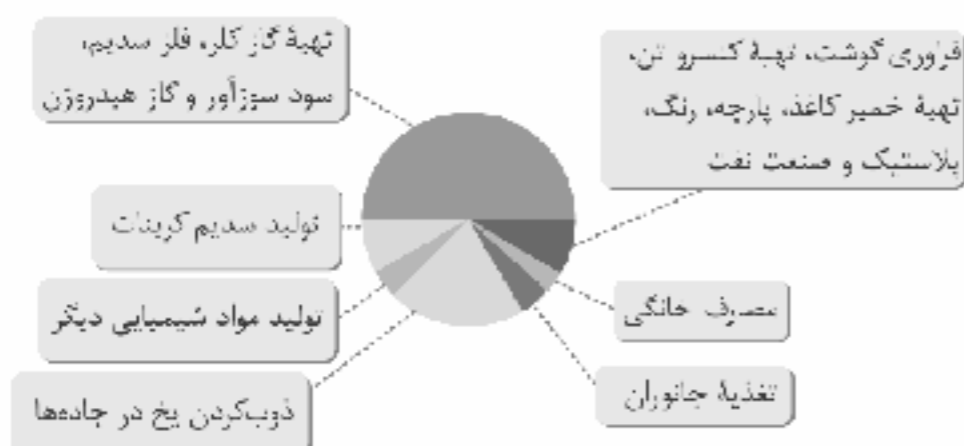 تهیهٔ گاز کلر، فلز سدیم،
سود سوزآور و گاز هیدروژن
فراوری گوشت، تهیهٔ کنسرو تن،
تهیهٔ خمیر کاغذ، پارچه، رنگ،
پلاستیک و صنعت نفت
تولید سدیم کربنات
تولید مواد شیمیایی دیگر
ذوب‌کردن یخ در جاده‌ها
مصرف خانگی
تغذیهٔ جانوران